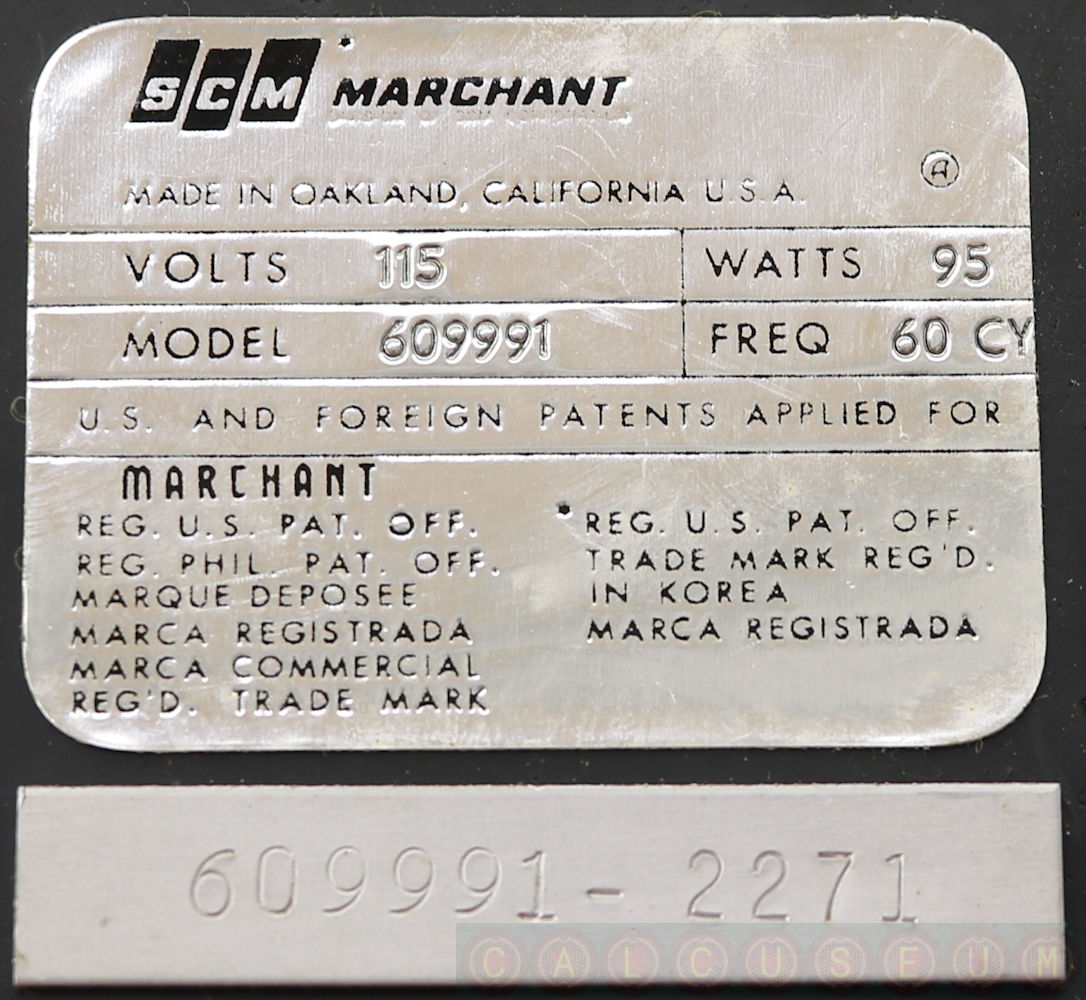 SCM* MARCHANT
MADE IN OAKLAND, CALIFORNIA U.S.A.
A
VOLTS 115 WATTS 95
MODEL 609991 FREQ 60 CY
U.S. AND FOREIGN PATENTS APPLIED FOR
MARCHANT
REG. U.S. PAT. OFF.
REG. PHIL. PAT. OFF.
MARQUE DEPOSEE
MARCA REGISTRADA
MARCA COMMERCIAL
REG'D. TRADE MARK
*REG. U.S. PAT. OFF.
TRADE MARK REG'D.
IN KOREA
MARCA REGISTRADA
609991-2271
CALCUSEUM